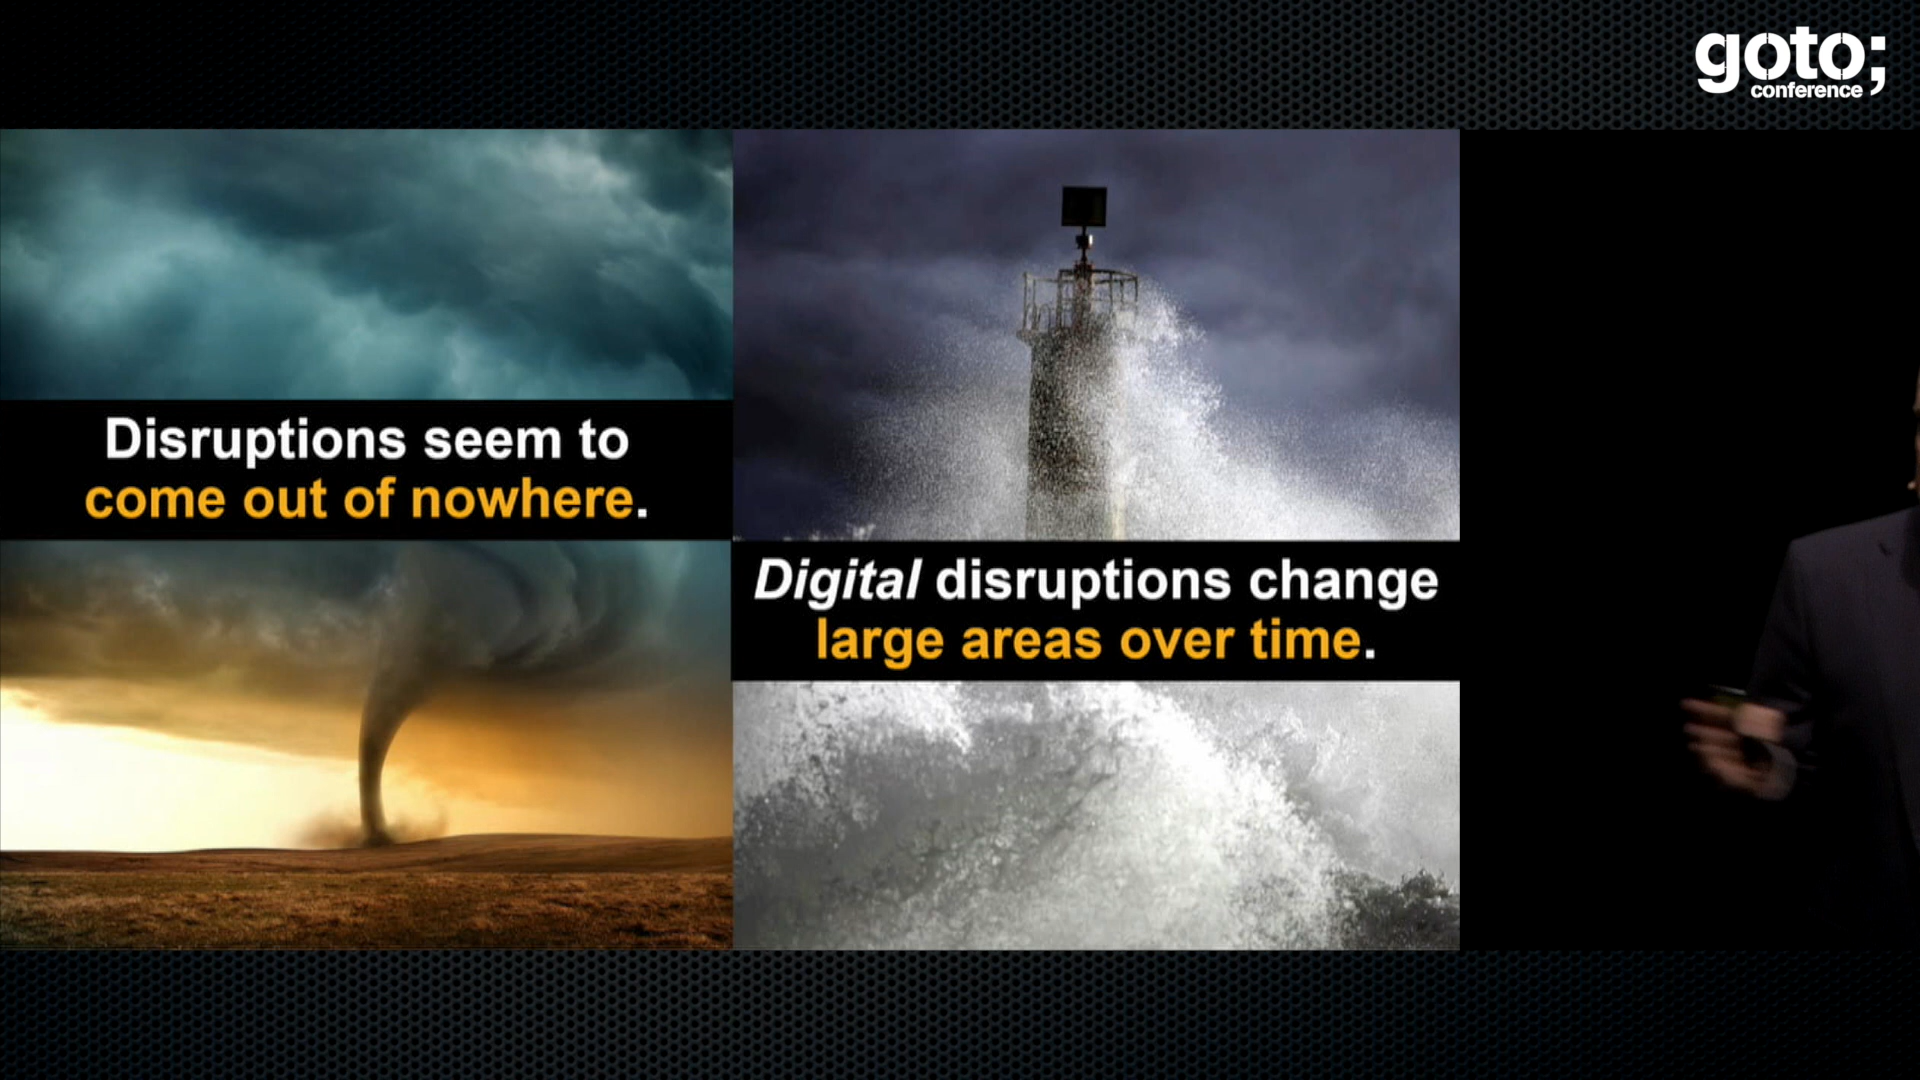 goto;
conference
Disruptions seem to
come out of nowhere.
Digital disruptions change
large areas over time.